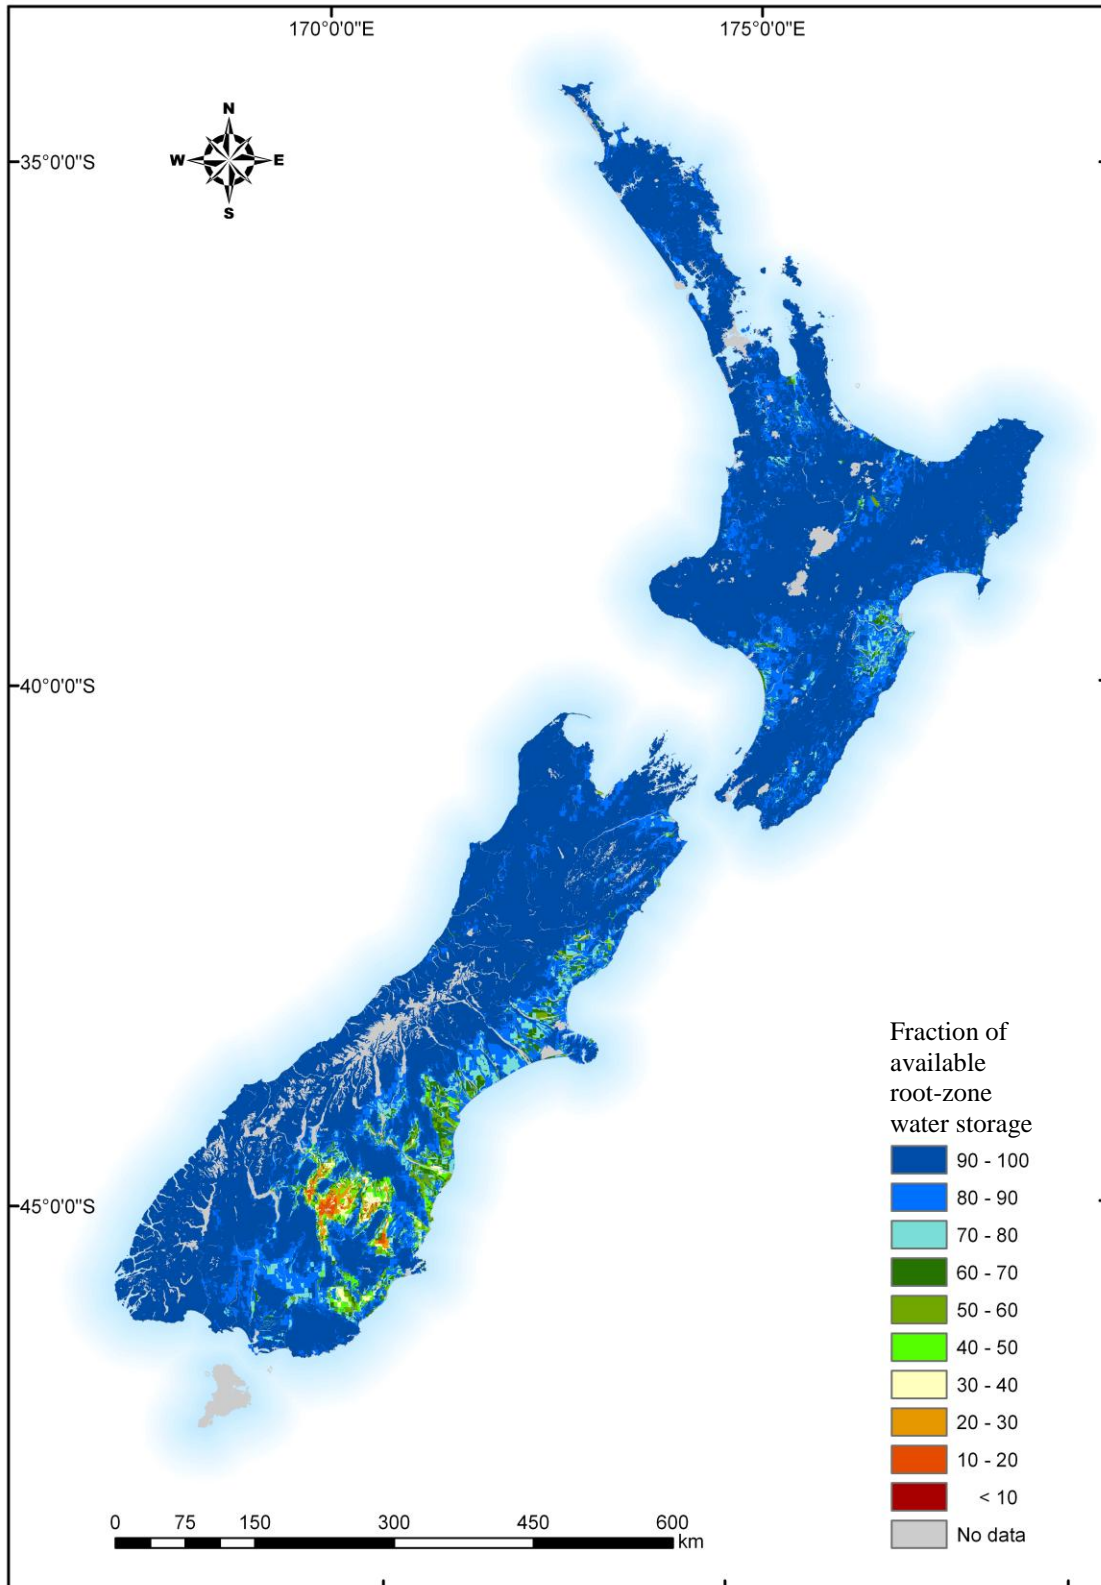 170°0'0"E
175°0'0"E
N
W
E
S
35°0'0"S
40°0'0"S
45°0'0"S
Fraction of
available
root-zone
water storage
90 - 100
80 - 90
70 - 80
60 - 70
50 - 60
40 - 50
30 - 40
20 - 30
10 - 20
< 10
No data
0 75 150 300 450 600
km